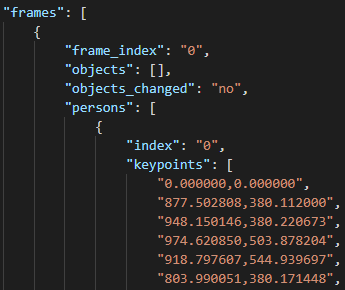 "frames": [
{
"frame_index": "0",
"objects": [],
"objects_changed": "no",
"persons": [
{
"index": "0",
"keypoints": [
"0.000000,0.000000",
"877.502808,380.112000",
"948.150146,380.220673",
"974.620850,503.878204",
"918.797607,544.939697",
"803.990051,380.171448",